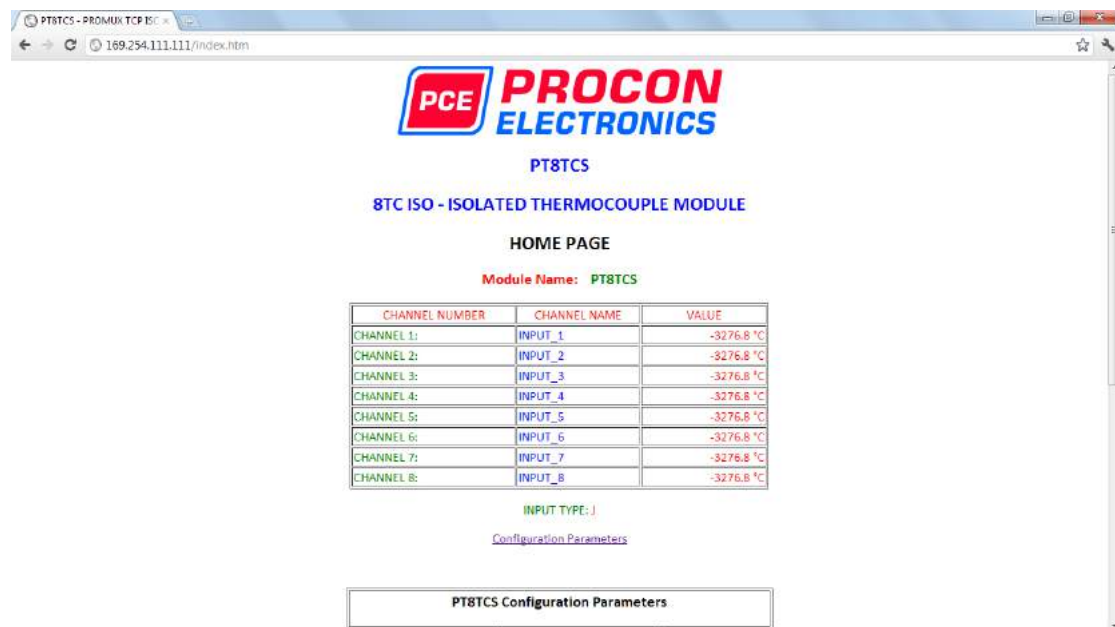 PT8TCS - PROMUX TCP ISC
169.254.111.111/index.htm
PCE PROCON
ELECTRONICS
PT8TCS
8TC ISO - ISOLATED THERMOCOUPLE MODULE
HOME PAGE
Module Name: PT8TCS
CHANNEL NUMBER CHANNEL NAME VALUE
CHANNEL 1: INPUT_1 -3276.8 °C
CHANNEL 2: INPUT_2 -3276.8 °C
CHANNEL 3: INPUT_3 -3276.8 °C
CHANNEL 4: INPUT_4 -3276.8 °C
CHANNEL 5: INPUT_5 -3276.8 °C
CHANNEL 6: INPUT_6 -3276.8 °C
CHANNEL 7: INPUT_7 -3276.8 °C
CHANNEL 8: INPUT_8 -3276.8 °C
INPUT TYPE: J
Configuration Parameters
PT8TCS Configuration Parameters